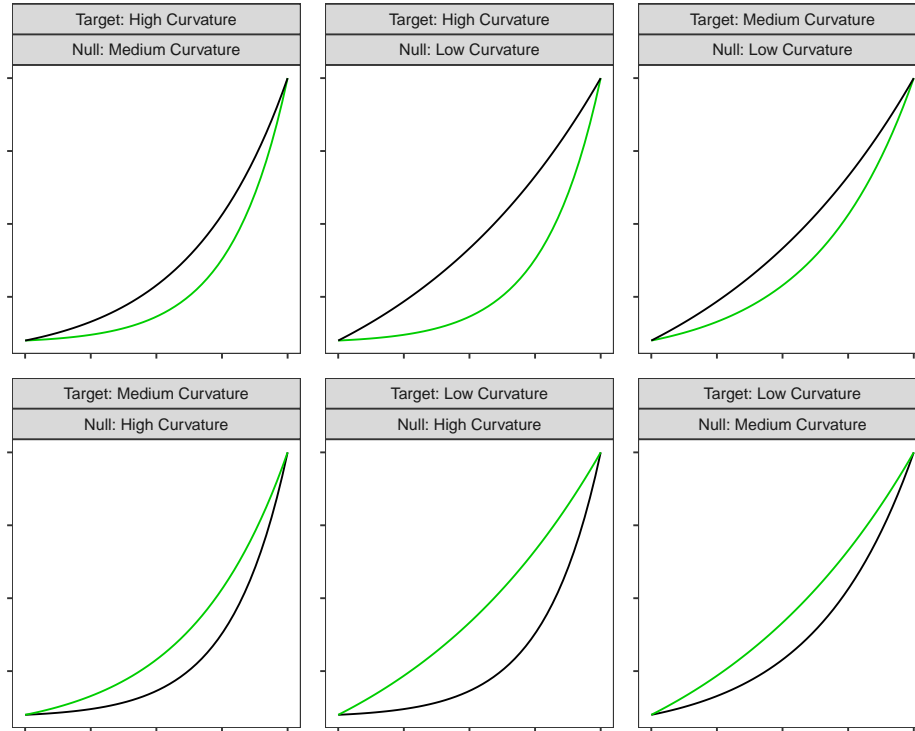 Target: High Curvature
Null: Medium Curvature
Target: High Curvature
Null: Low Curvature
Target: Medium Curvature
Null: Low Curvature
Target: Medium Curvature
Null: High Curvature
Target: Low Curvature
Null: High Curvature
Target: Low Curvature
Null: Medium Curvature